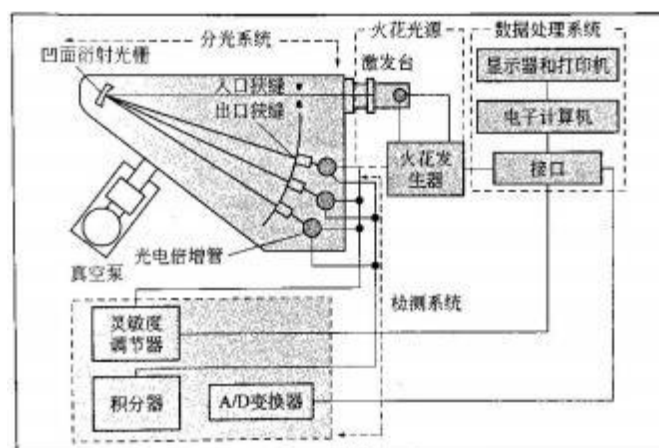 分光系统
火花光源
数据处理系统
凹面衍射光栅
激发台
显示器和打印机
入口狭缝
出口狭缝
电子计算机
火花发
生器
接口
光电倍增管
真空泵
检测系统
灵敏度
调节器
积分器
A/D变换器